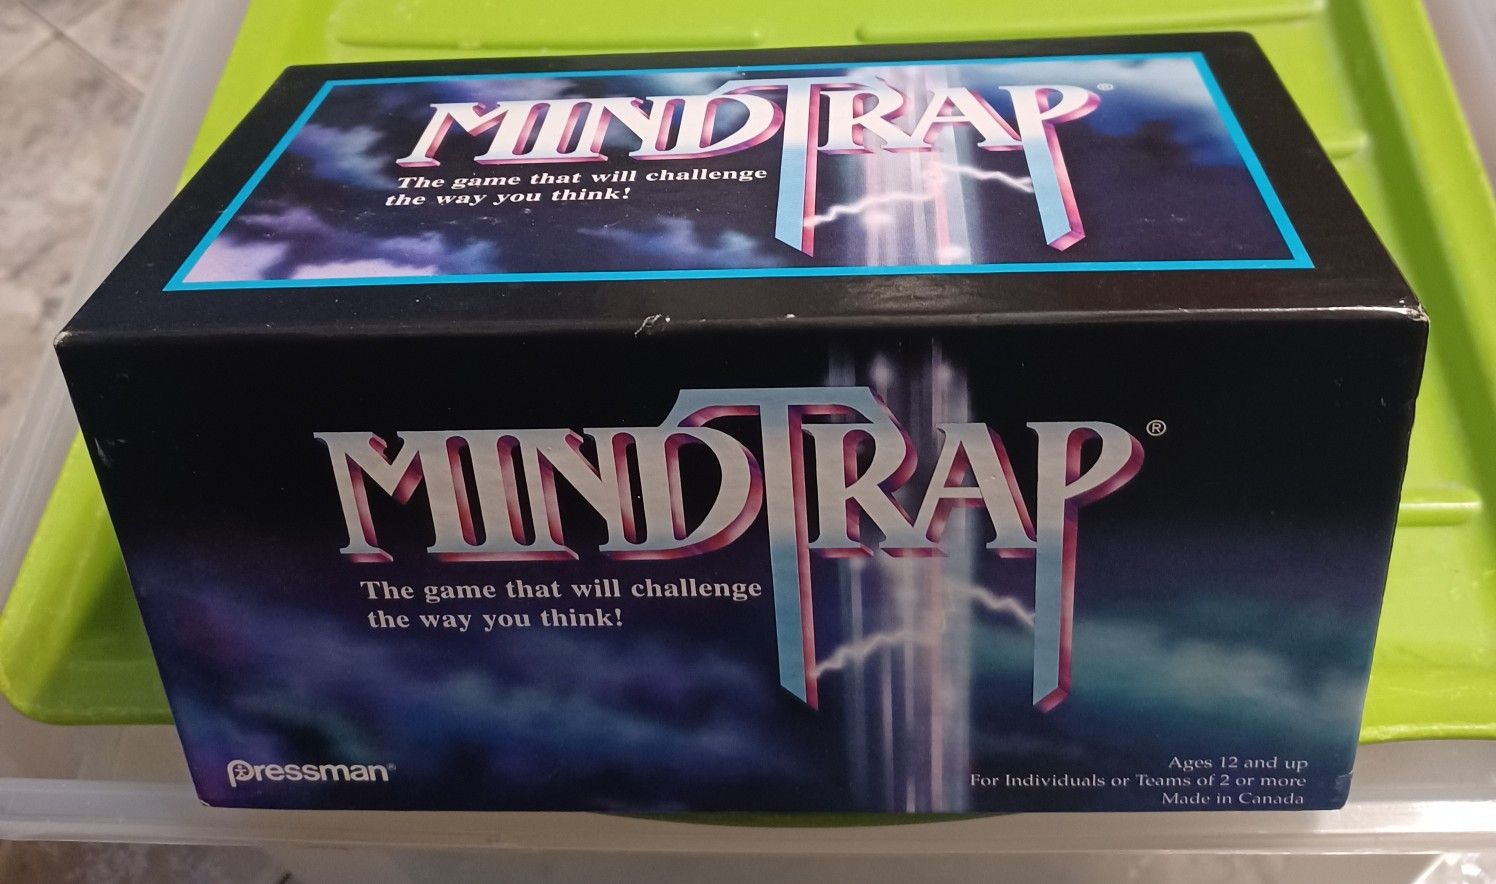 MINDTRAP®
The game that will challenge
the way you think!
MINDTRAP®
The game that will challenge
the way you think!
pressman®
Ages 12 and up
For Individuals or Teams of 2 or more
Made in Canada